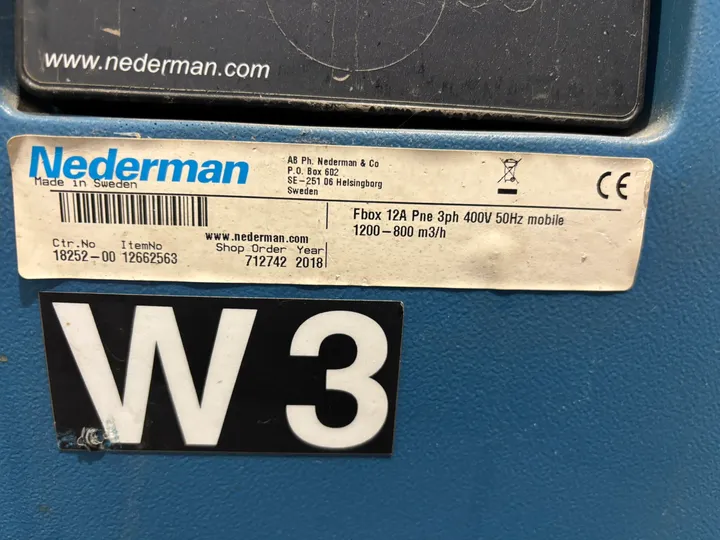 www.nederman.com
Nederman
Made in Sweden
AB Ph. Nederman & Co
P.O. Box 602
SE-251 06 Helsingborg
Sweden
CE
Fbox 12A Pne 3ph 400V 50Hz mobile
1200-800 m3/h
www.nederman.com
Ctr.No ItemNo Shop Order Year
18252-00 12662563 712742 2018
W3